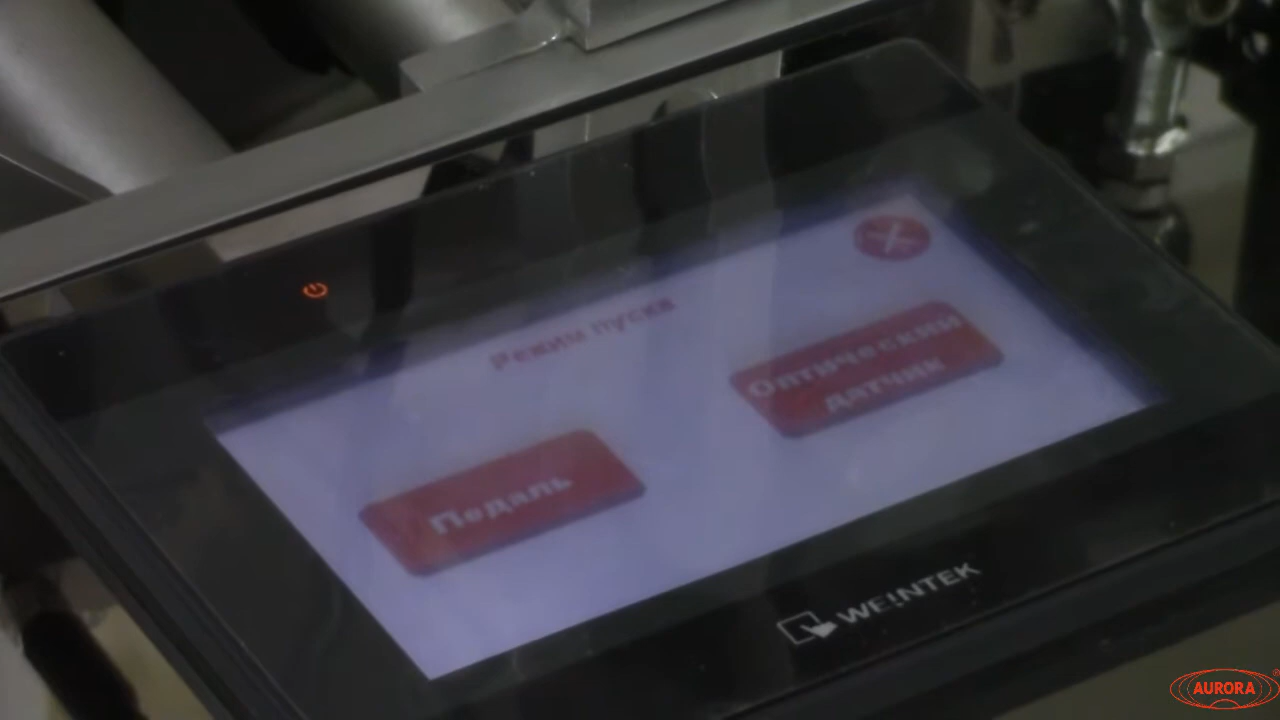 Режим пуска
Оптический
датчик
Педаль
WEINTEK
AURORA